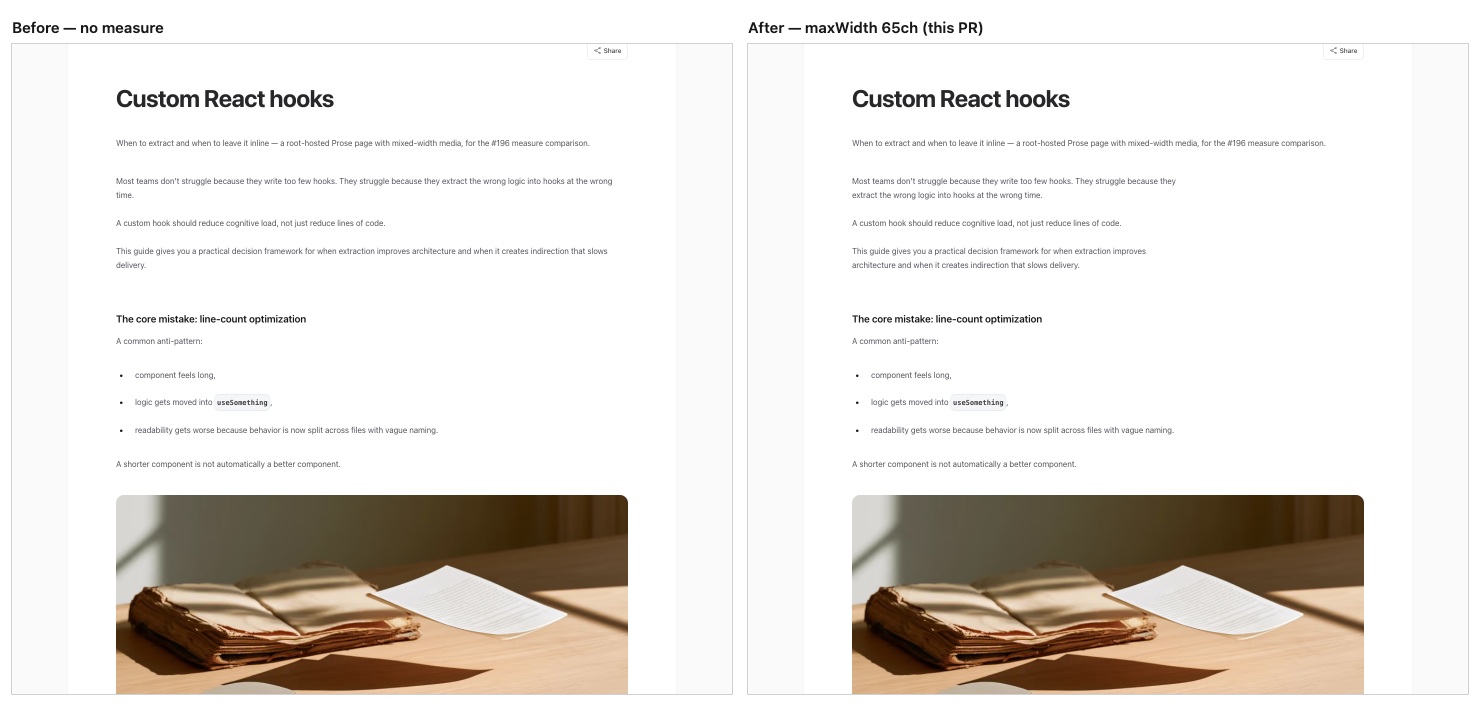 Before — no measure
Share
Custom React hooks
When to extract and when to leave it inline — a root-hosted Prose page with mixed-width media, for the #196 measure comparison.
Most teams don't struggle because they write too few hooks. They struggle because they extract the wrong logic into hooks at the wrong
time.
A custom hook should reduce cognitive load, not just reduce lines of code.
This guide gives you a practical decision framework for when extraction improves architecture and when it creates indirection that slows
delivery.
The core mistake: line-count optimization
A common anti-pattern:
• component feels long,
• logic gets moved into useSomething,
• readability gets worse because behavior is now split across files with vague naming.
A shorter component is not automatically a better component.
After — maxWidth 65ch (this PR)
Share
Custom React hooks
When to extract and when to leave it inline — a root-hosted Prose page with mixed-width media, for the #196 measure comparison.
Most teams don't struggle because they write too few hooks. They struggle because they
extract the wrong logic into hooks at the wrong time.
A custom hook should reduce cognitive load, not just reduce lines of code.
This guide gives you a practical decision framework for when extraction improves
architecture and when it creates indirection that slows delivery.
The core mistake: line-count optimization
A common anti-pattern:
• component feels long,
• logic gets moved into useSomething,
• readability gets worse because behavior is now split across files with vague naming.
A shorter component is not automatically a better component.